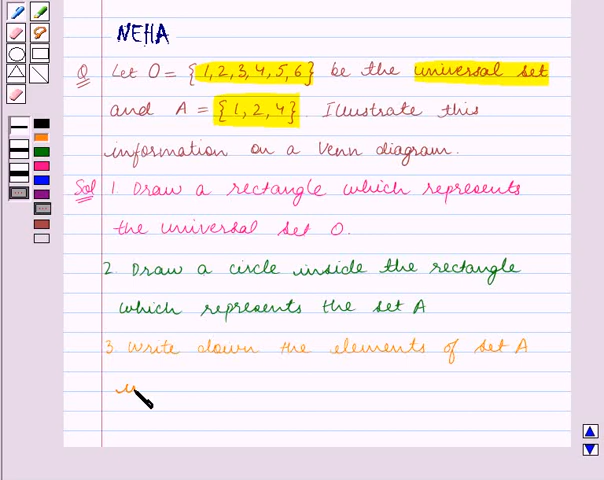 NEHA
Q Let O = {1,2,3,4,5,6} be the universal set
and A = {1,2,4}. Illustrate this
information on a Venn diagram.
Sol 1. Draw a rectangle which represents
the universal set O.
2. Draw a circle inside the rectangle
which represents the set A
3. Write down the elements of set A